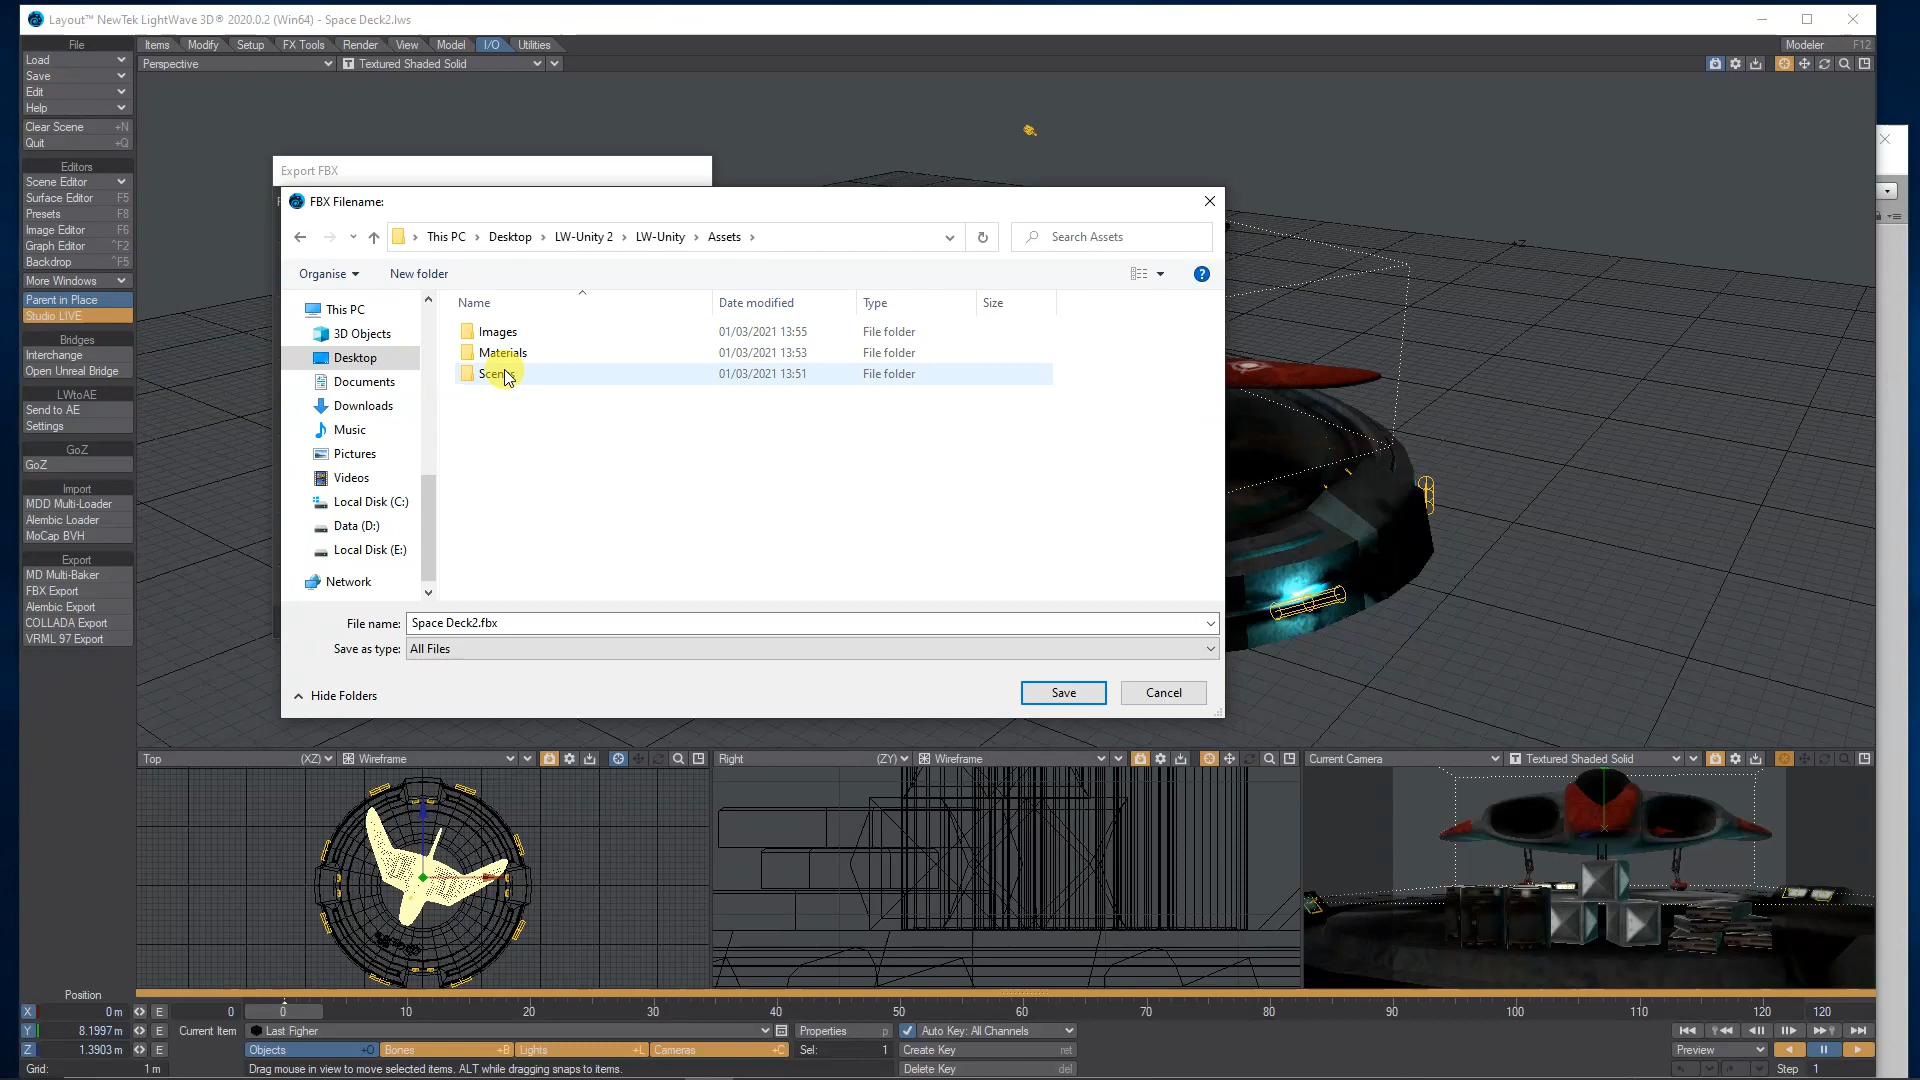 Layout™ NewTek LightWave 3D® 2020.0.2 (Win64) - Space Deck2.lws
File Items Modify Setup FX Tools Render View Model I/O Utilities Modeler F12
Load Perspective Textured Shaded Solid
Save
Edit
Help
Clear Scene +N
Quit +Q
Editors
Scene Editor
Surface Editor F5
Presets F8
Image Editor F6
Graph Editor ^F2
Backdrop ^F5
More Windows
Parent in Place
Studio LIVE
Bridges
Interchange
Open Unreal Bridge
LWtoAE
Send to AE
Settings
GoZ
GoZ
Import
MDD Multi-Loader
Alembic Loader
MoCap BVH
Export
MD Multi-Baker
FBX Export
Alembic Export
COLLADA Export
VRML 97 Export
Export FBX
FBX Filename:
This PC > Desktop > LW-Unity 2 > LW-Unity > Assets > Search Assets
Organise New folder
Name Date modified Type Size
Images 01/03/2021 13:55 File folder
Materials 01/03/2021 13:53 File folder
Scenes 01/03/2021 13:51 File folder
This PC
3D Objects
Desktop
Documents
Downloads
Music
Pictures
Videos
Local Disk (C:)
Data (D:)
Local Disk (E:)
Network
File name: Space Deck2.fbx
Save as type: All Files
Hide Folders Save Cancel
Top (XZ) Wireframe Right (ZY) Wireframe Current Camera Textured Shaded Solid
Position
X 0 m E 0 0 10 20 30 40 50 60 70 80 90 100 110 120 120
Y 8.1997 m E Current Item Last Figher Properties p Auto Key: All Channels
Z 1.3903 m E Objects +O Bones +B Lights +L Cameras +C Sel: 1 Create Key ret Preview
Grid: 1 m Drag mouse in view to move selected items. ALT while dragging snaps to items. Delete Key del Step 1